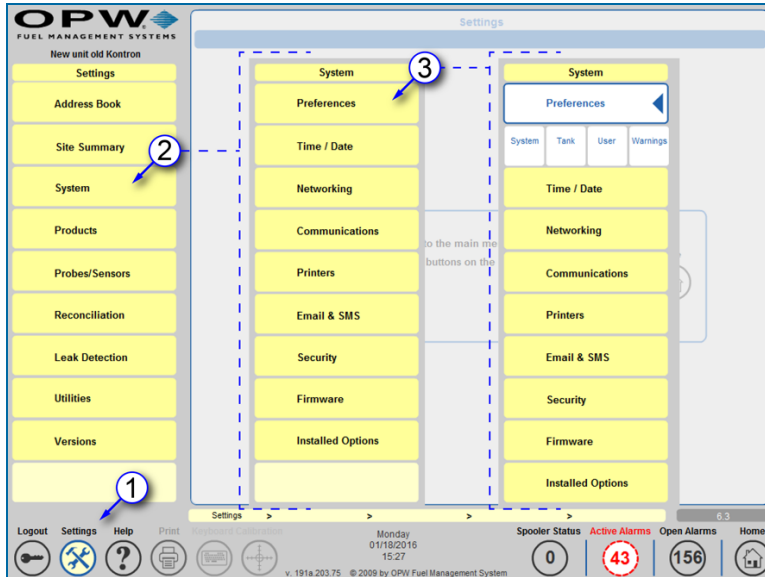 OPW
FUEL MANAGEMENT SYSTEMS
New unit old Kontron
Settings
Settings
Address Book
Site Summary
2
System
Products
Probes/Sensors
Reconciliation
Leak Detection
Utilities
Versions
1
System
3
Preferences
Time / Date
Networking
Communications
Printers
Email & SMS
Security
Firmware
Installed Options
System
Preferences
System Tank User Warnings
Time / Date
Networking
Communications
Printers
Email & SMS
Security
Firmware
Installed Options
to the main
buttons on the
Settings > > > >
6.3
Logout Settings Help Print Keyboard Calibration
Monday
01/18/2016
15:27
v. 191a.203.75 © 2009 by OPW Fuel Management System
Spooler Status Active Alarms Open Alarms Home
0 43 156